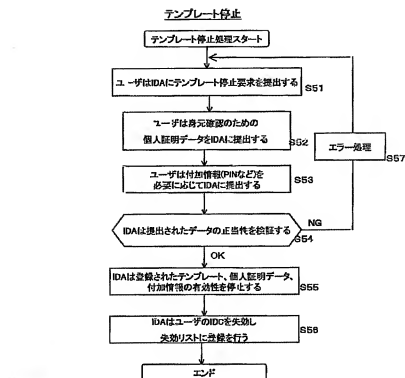 テンプレート停止
テンプレート停止処理スタート
ユーザはIDAにテンプレート停止要求を提出する
S51
ユーザは身元確認のための
個人証明データをIDAに提出する
S52
エラー処理
S57
ユーザは付加情報(PINなど)を
必要に応じてIDAに提出する
S53
IDAは提出されたデータの正当性を検証する
NG
S54
OK
IDAは登録されたテンプレート、個人証明データ、
付加情報の有効性を停止する
S55
IDAはユーザのIDCを失効し
失効リストに登録を行う
S56
エンド